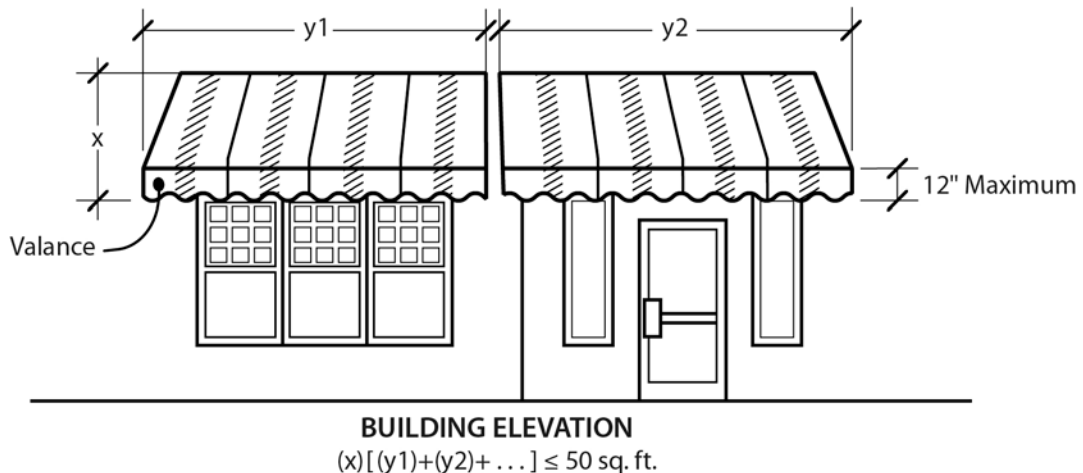 y1
y2
x
12" Maximum
Valance
BUILDING ELEVATION
(x)[(y1)+(y2)+ . . . ] ≤ 50 sq. ft.